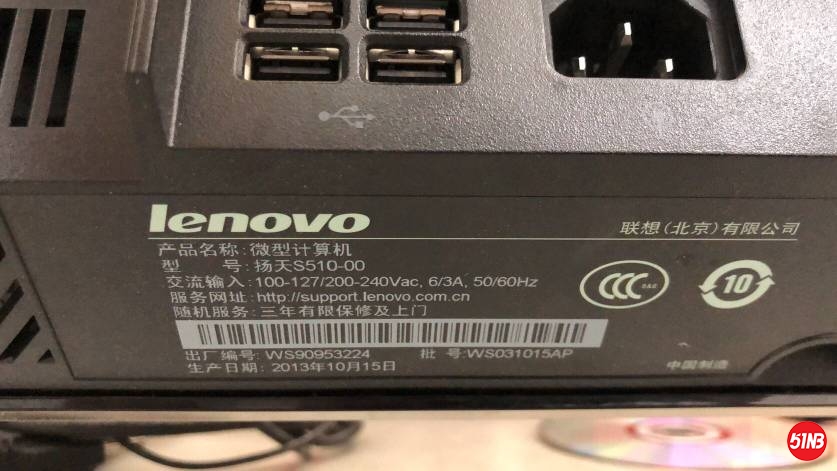 lenovo
联想(北京)有限公司
产品名称:微型计算机
型 号:扬天S510-00
交流输入:100-127/200-240Vac, 6/3A, 50/60Hz
服务网址:http://support.lenovo.com.cn
随机服务:三年有限保修及上门
CCC S&E
10
出厂编号: WS90953224 批 号:WS031015AP
生产日期: 2013年10月15日
中国制造
51NB